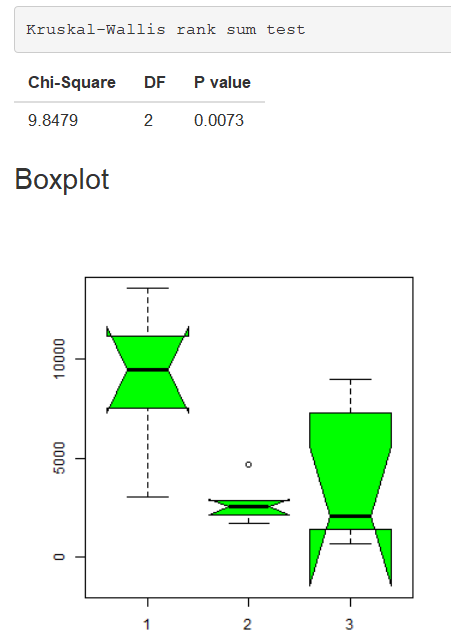 Kruskal-Wallis rank sum test
Chi-Square DF P value
9.8479 2 0.0073
Boxplot
10000
5000
0
1 2 3